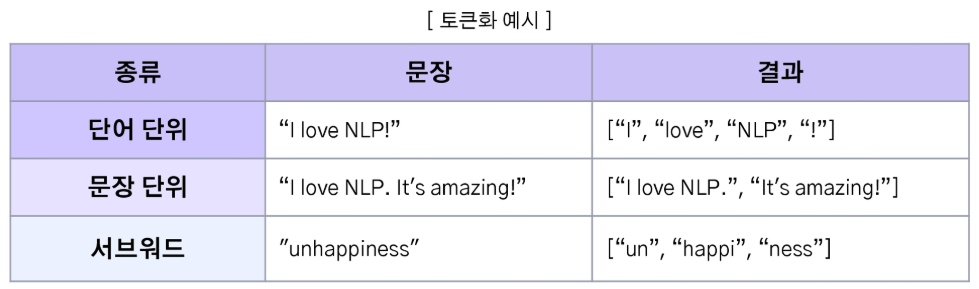 [ 토큰화 예시 ]
종류 문장 결과
단어 단위 “I love NLP!” [“I”, “love”, “NLP”, “!”]
문장 단위 “I love NLP. It’s amazing!” [“I love NLP.”, “It’s amazing!”]
서브워드 ”unhappiness” [“un”, “happi”, “ness”]